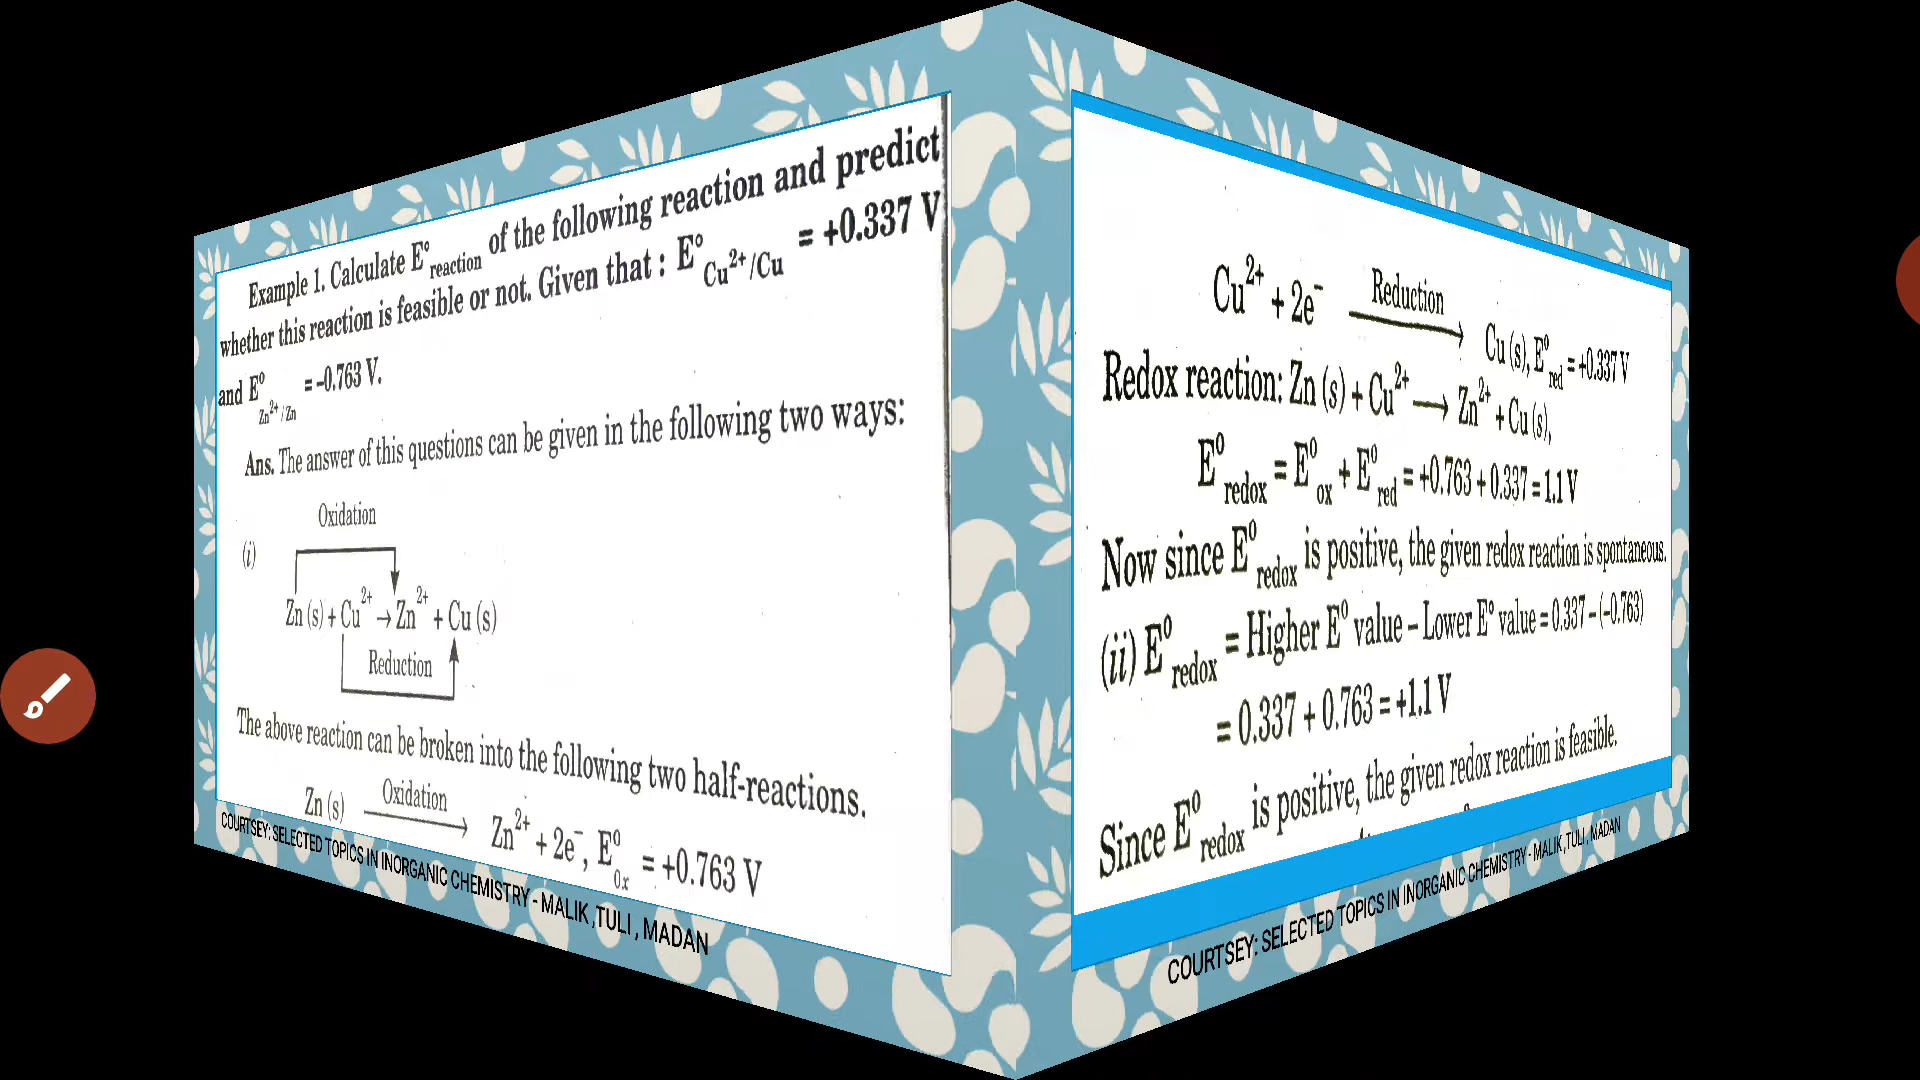 Example 1. Calculate E°reaction of the following reaction and predict
whether this reaction is feasible or not. Given that : E°Cu²⁺/Cu = +0.337 V
and E°Zn²⁺/Zn = –0.763 V.
Ans. The answer of this questions can be given in the following two ways:
Oxidation
(i)
Zn (s) + Cu²⁺ → Zn²⁺ + Cu (s)
Reduction
The above reaction can be broken into the following two half-reactions.
Zn (s) Oxidation → Zn²⁺ + 2e⁻, E°ox = +0.763 V
COURTSEY: SELECTED TOPICS IN INORGANIC CHEMISTRY - MALIK ,TULI , MADAN
Cu²⁺ + 2e⁻ Reduction → Cu (s), E°red = +0.337 V
Redox reaction: Zn (s) + Cu²⁺ → Zn²⁺ + Cu (s),
E°redox = E°ox + E°red = +0.763 + 0.337 = 1.1 V
Now since E°redox is positive, the given redox reaction is spontaneous.
(ii) E°redox = Higher E° value – Lower E° value = 0.337 – (–0.763)
= 0.337 + 0.763 = +1.1 V
Since E°redox is positive, the given redox reaction is feasible.
COURTSEY: SELECTED TOPICS IN INORGANIC CHEMISTRY - MALIK ,TULI , MADAN